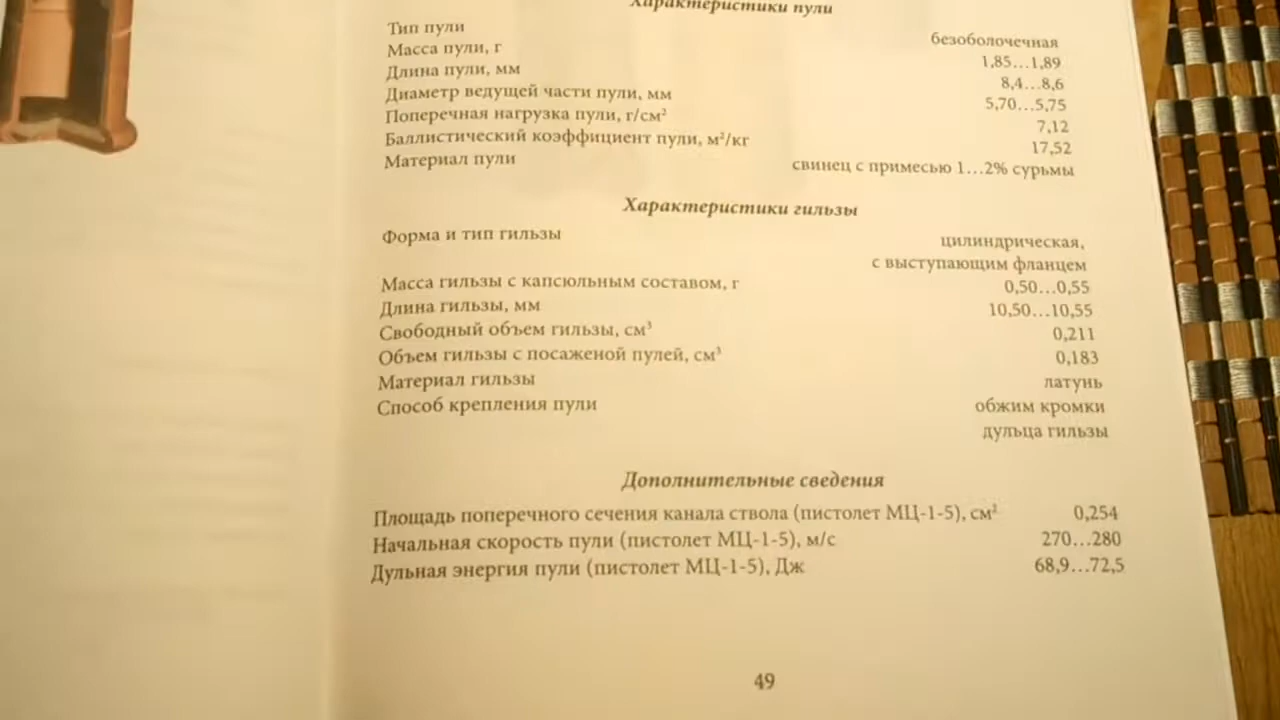 Характеристики пули
Тип пули безоболочечная
Масса пули, г 1,85...1,89
Длина пули, мм 8,4...8,6
Диаметр ведущей части пули, мм 5,70...5,75
Поперечная нагрузка пули, г/см² 7,12
Баллистический коэффициент пули, м²/кг 17,52
Материал пули свинец с примесью 1...2% сурьмы
Характеристики гильзы
Форма и тип гильзы цилиндрическая,
с выступающим фланцем
Масса гильзы с капсюльным составом, г 0,50...0,55
Длина гильзы, мм 10,50...10,55
Свободный объем гильзы, см³ 0,211
Объем гильзы с посаженой пулей, см³ 0,183
Материал гильзы латунь
Способ крепления пули обжим кромки
дульца гильзы
Дополнительные сведения
Площадь поперечного сечения канала ствола (пистолет МЦ-1-5), см² 0,254
Начальная скорость пули (пистолет МЦ-1-5), м/с 270...280
Дульная энергия пули (пистолет МЦ-1-5), Дж 68,9...72,5
49